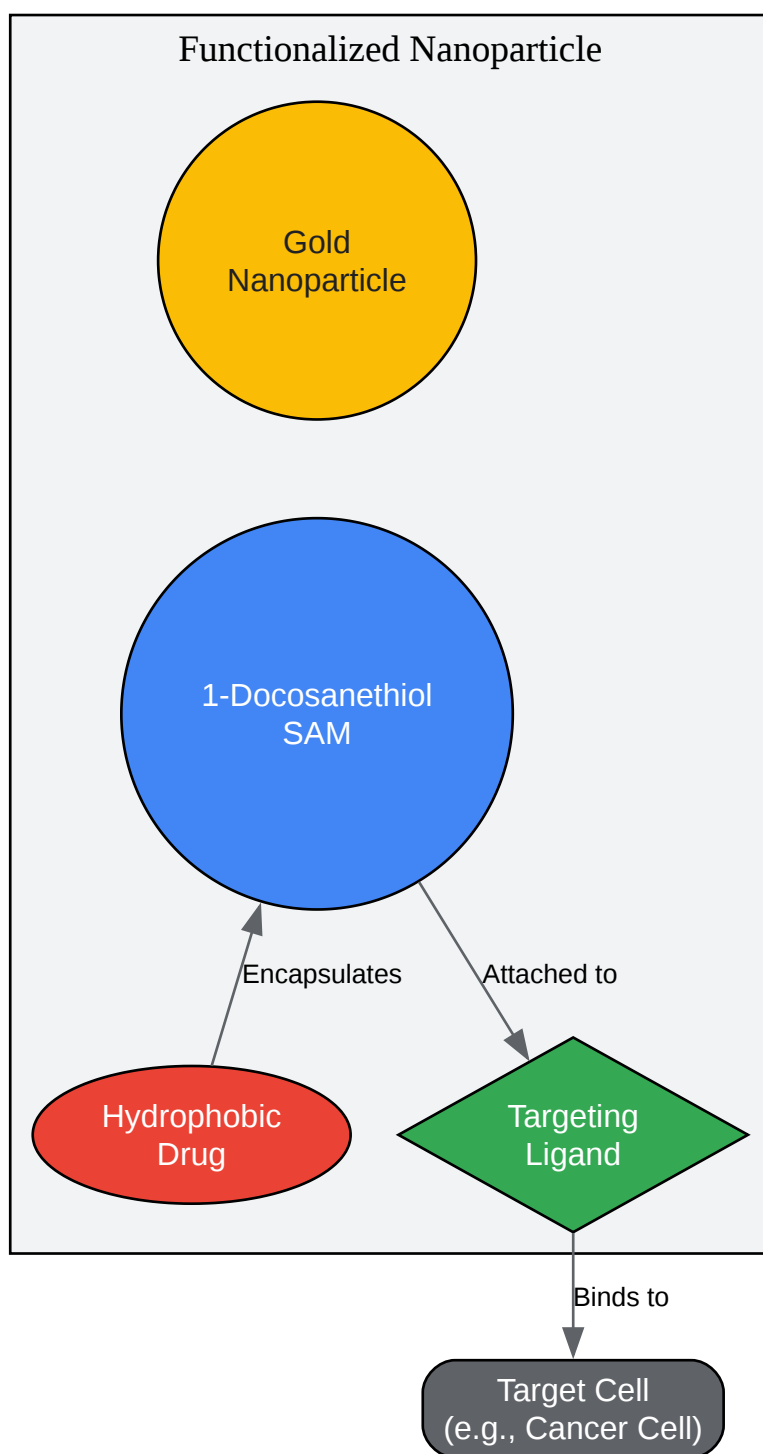 Functionalized Nanoparticle
Gold
Nanoparticle
1-Docosanethiol
SAM
Encapsulates
Attached to
Hydrophobic
Drug
Targeting
Ligand
Binds to
Target Cell
(e.g., Cancer Cell)